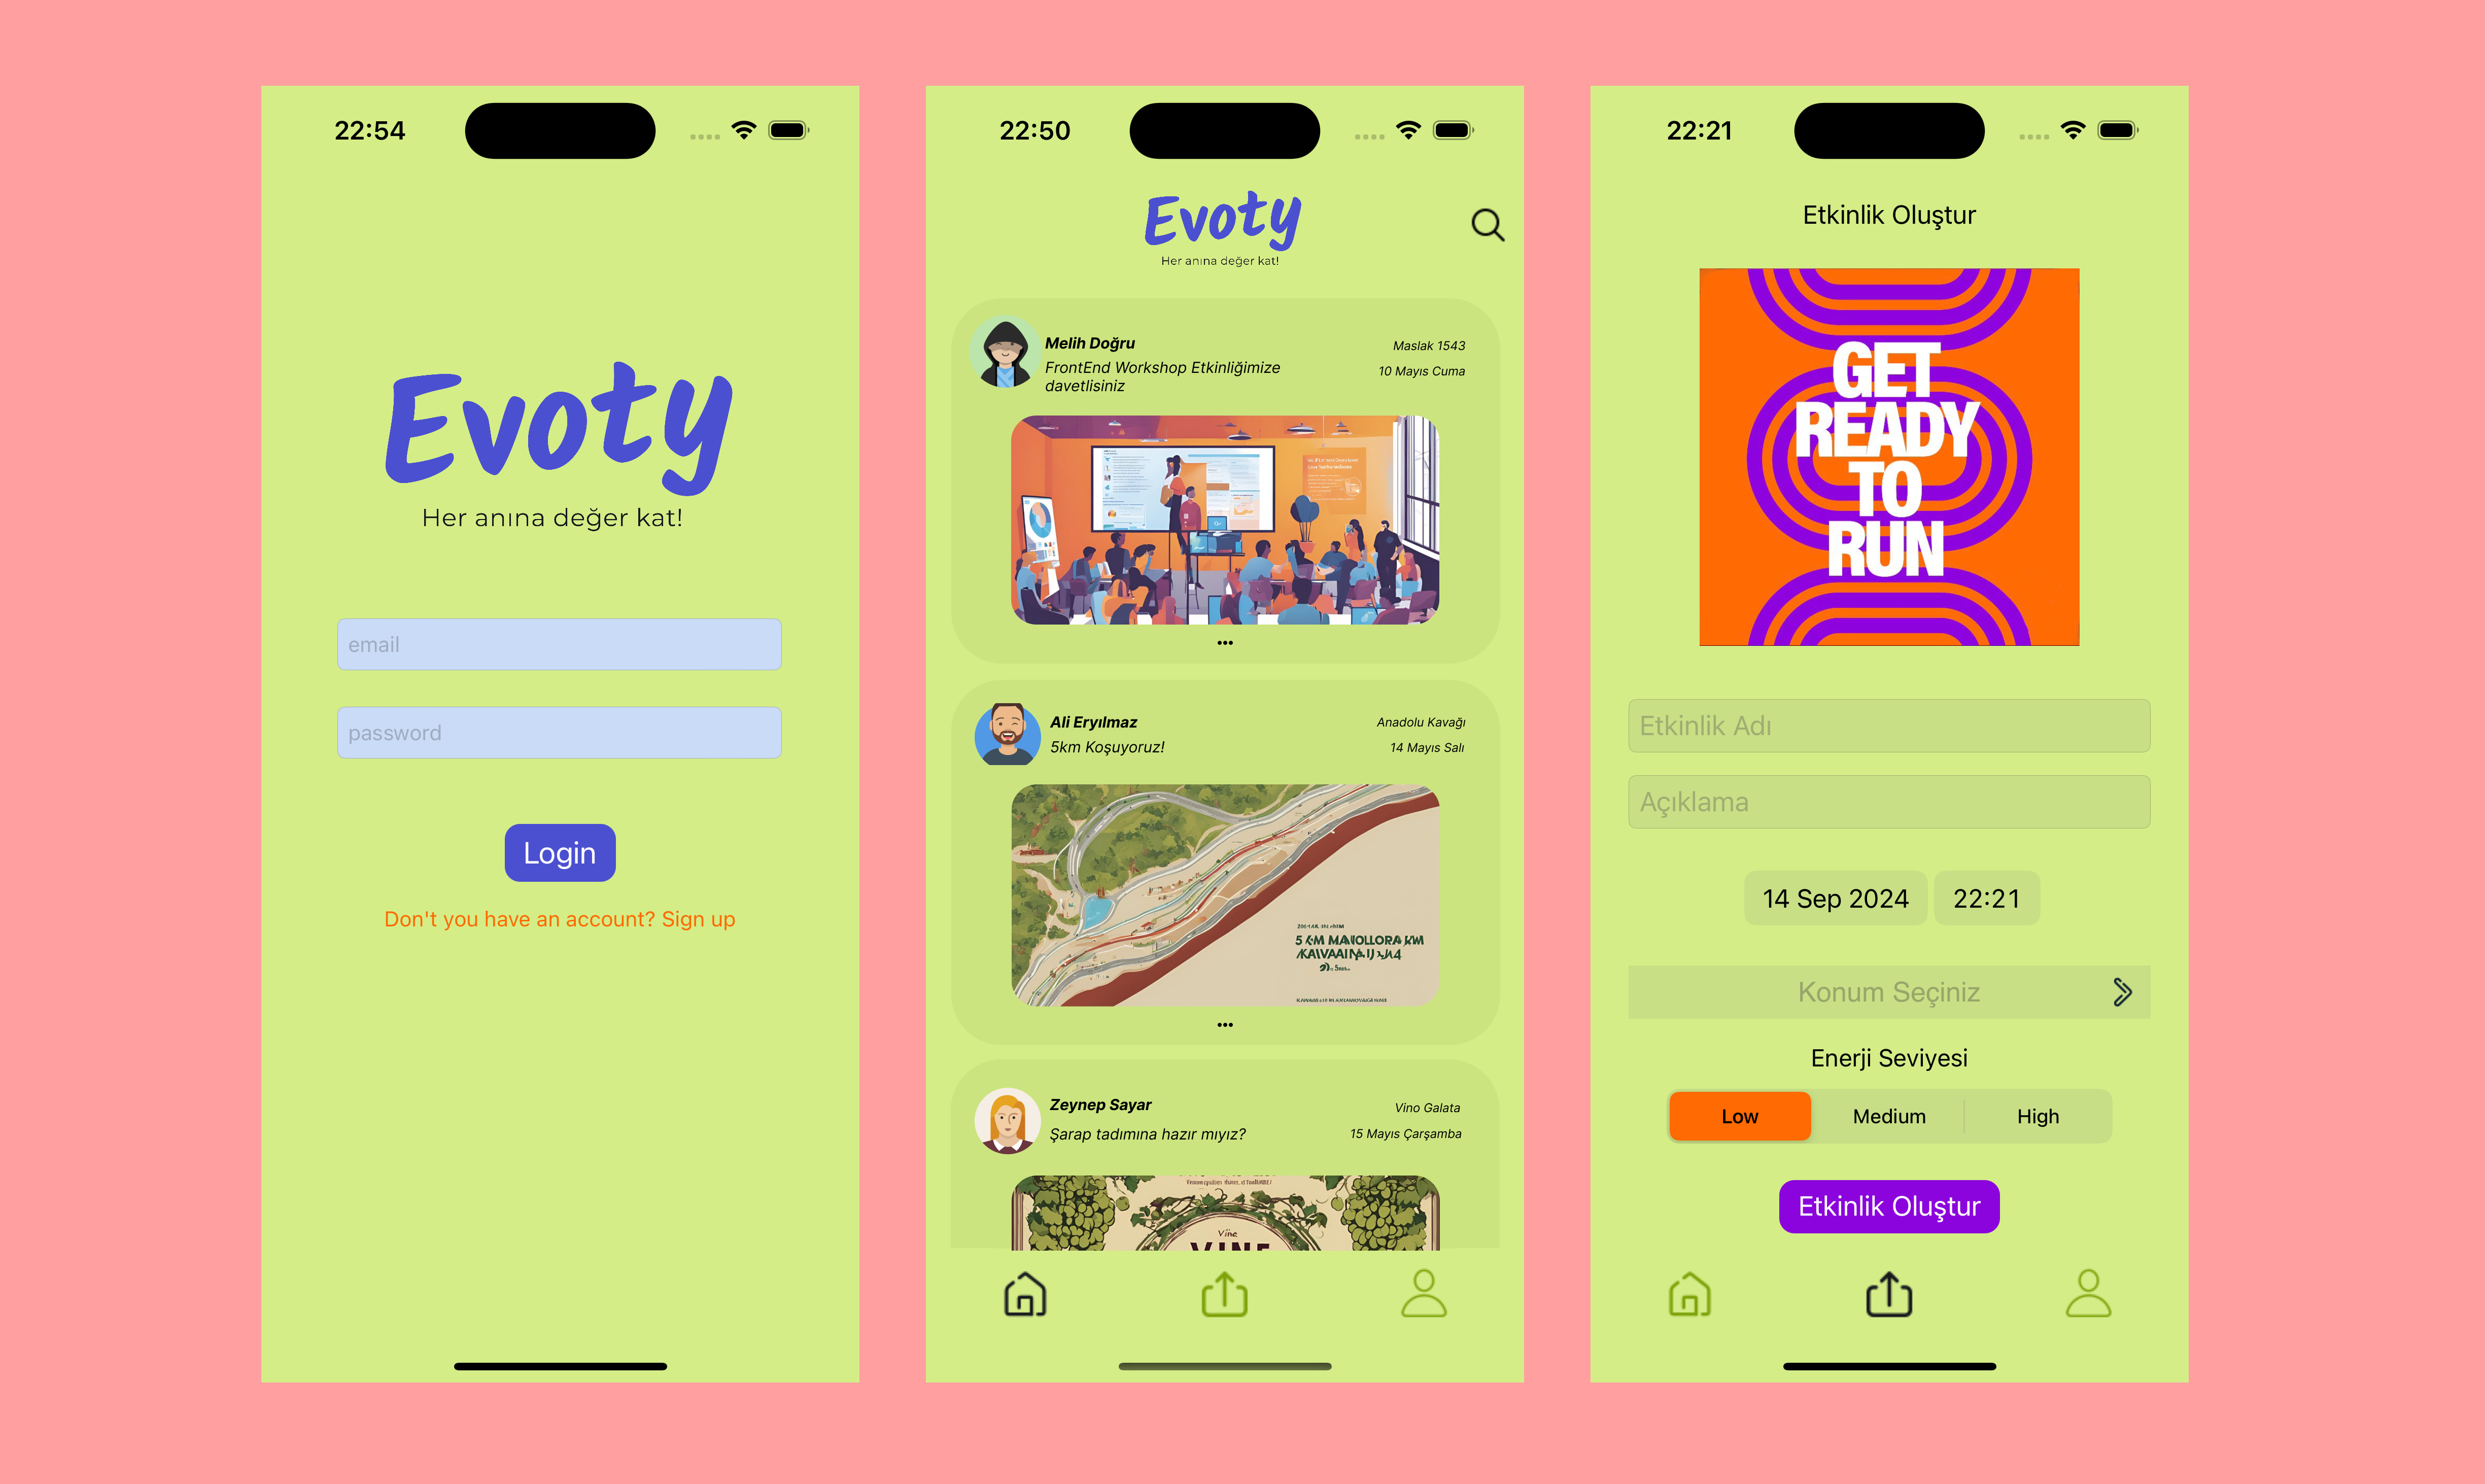 22:54
Evoty
Her anına değer kat!
email
password
Login
Don't you have an account? Sign up
22:50
Evoty
Her anına değer kat!
Melih Doğru
FrontEnd Workshop Etkinliğimize
davetlisiniz
Maslak 1543
10 Mayıs Cuma
Ali Eryılmaz
5km Koşuyoruz!
Anadolu Kavağı
14 Mayıs Salı
Zeynep Sayar
Şarap tadımına hazır mıyız?
Vino Galata
15 Mayıs Çarşamba
Vine
VINE
22:21
Etkinlik Oluştur
GET
READY
TO
RUN
Etkinlik Adı
Açıklama
14 Sep 2024
22:21
Konum Seçiniz
Enerji Seviyesi
Low
Medium
High
Etkinlik Oluştur